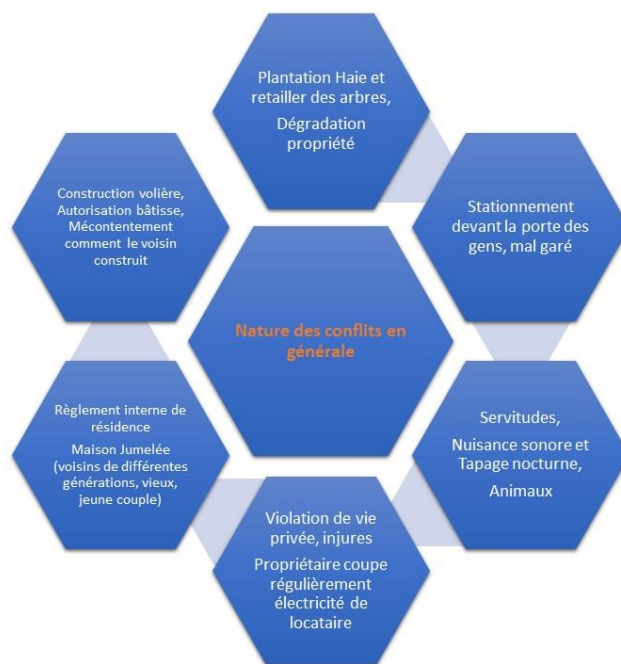 Plantation Haie et
retailler des arbres,
Dégradation
propriété
Stationnement
devant la porte des
gens, mal garé
Servitudes,
Nuisance sonore et
Tapage nocturne,
Animaux
Violation de vie
privée, injures
Propriétaire coupe
régulièrement
électricité de
locataire
Règlement interne de
résidence
Maison Jumelée
(voisins de différentes
générations, vieux,
jeune couple)
Construction volière,
Autorisation bâtisse,
Mécontentement
comment le voisin
construit
Nature des conflits en
générale